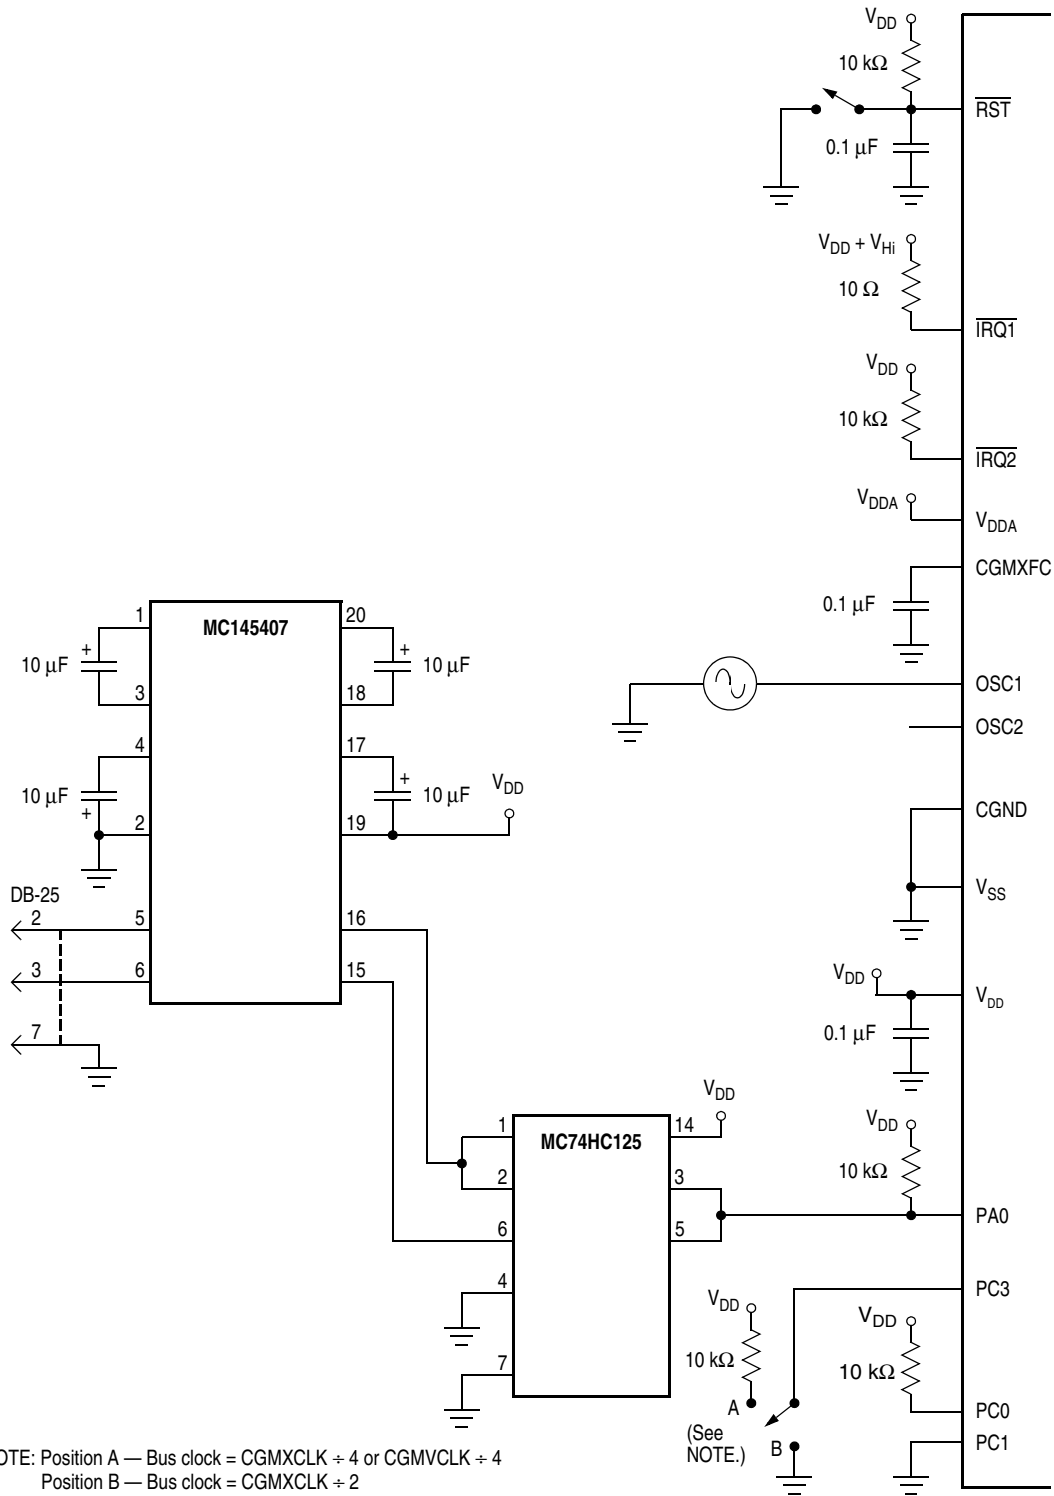 VDD
10 kΩ
RST
0.1 µF
VDD + VHi
10 Ω
IRQ1
VDD
10 kΩ
IRQ2
VDDA
VDDA
CGMXFC
0.1 µF
1
MC145407
20
10 µF
+
+
10 µF
3
18
OSC1
OSC2
4
17
10 µF
+
+
10 µF
VDD
2
19
CGND
VSS
DB-25
2
5
16
3
6
15
VDD
VDD
0.1 µF
7
VDD
1
MC74HC125
14
VDD
10 kΩ
2
3
6
5
PA0
4
PC3
VDD
10 kΩ
VDD
10 kΩ
7
A
PC0
(See
NOTE.)
B
PC1
OTE: Position A — Bus clock = CGMXCLK ÷ 4 or CGMVCLK ÷ 4
Position B — Bus clock = CGMXCLK ÷ 2